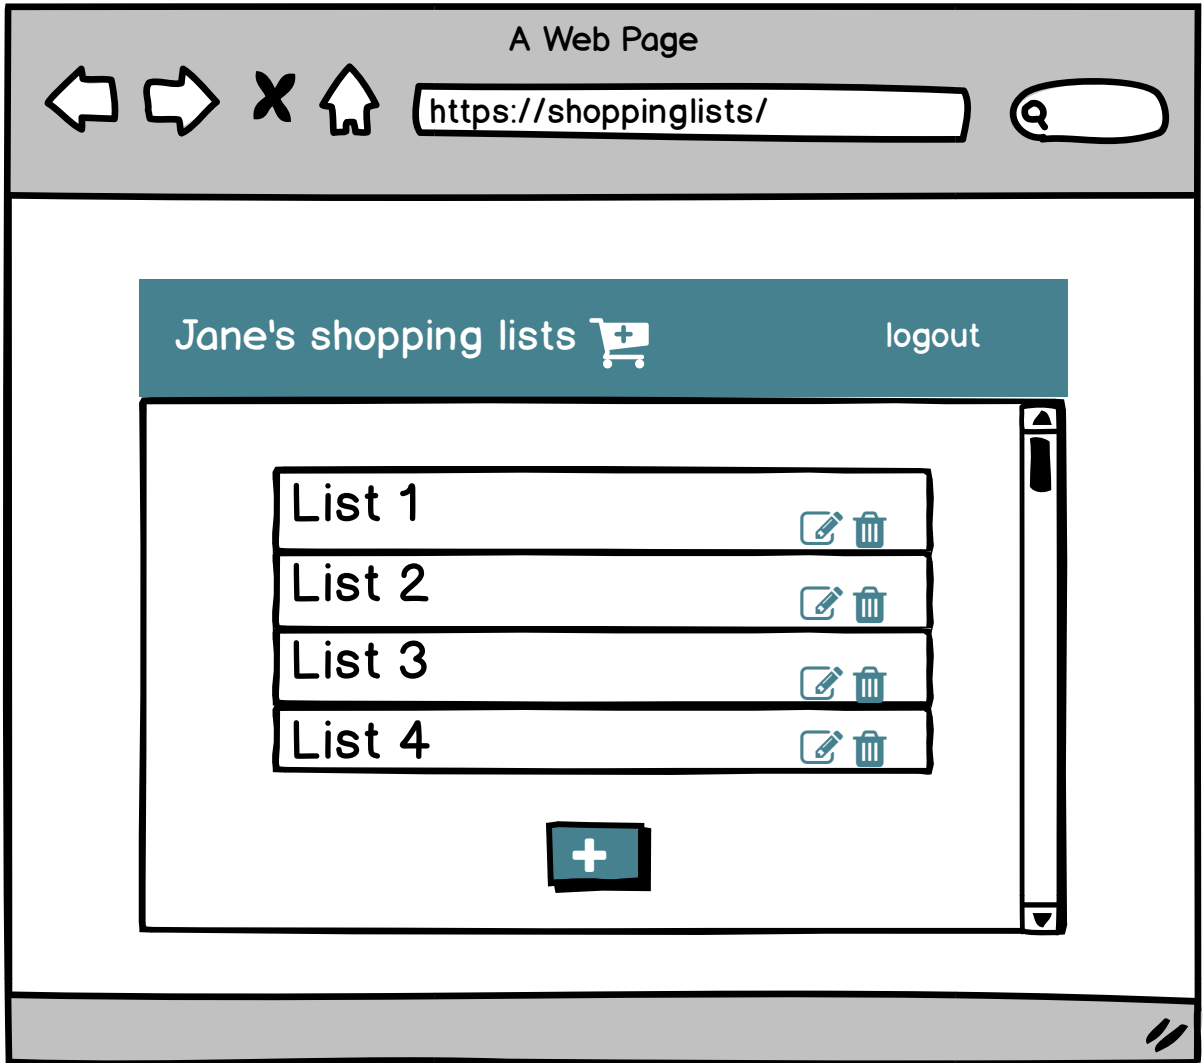 A Web Page
https://shoppinglists/
Jane's shopping lists
logout
List 1
List 2
List 3
List 4